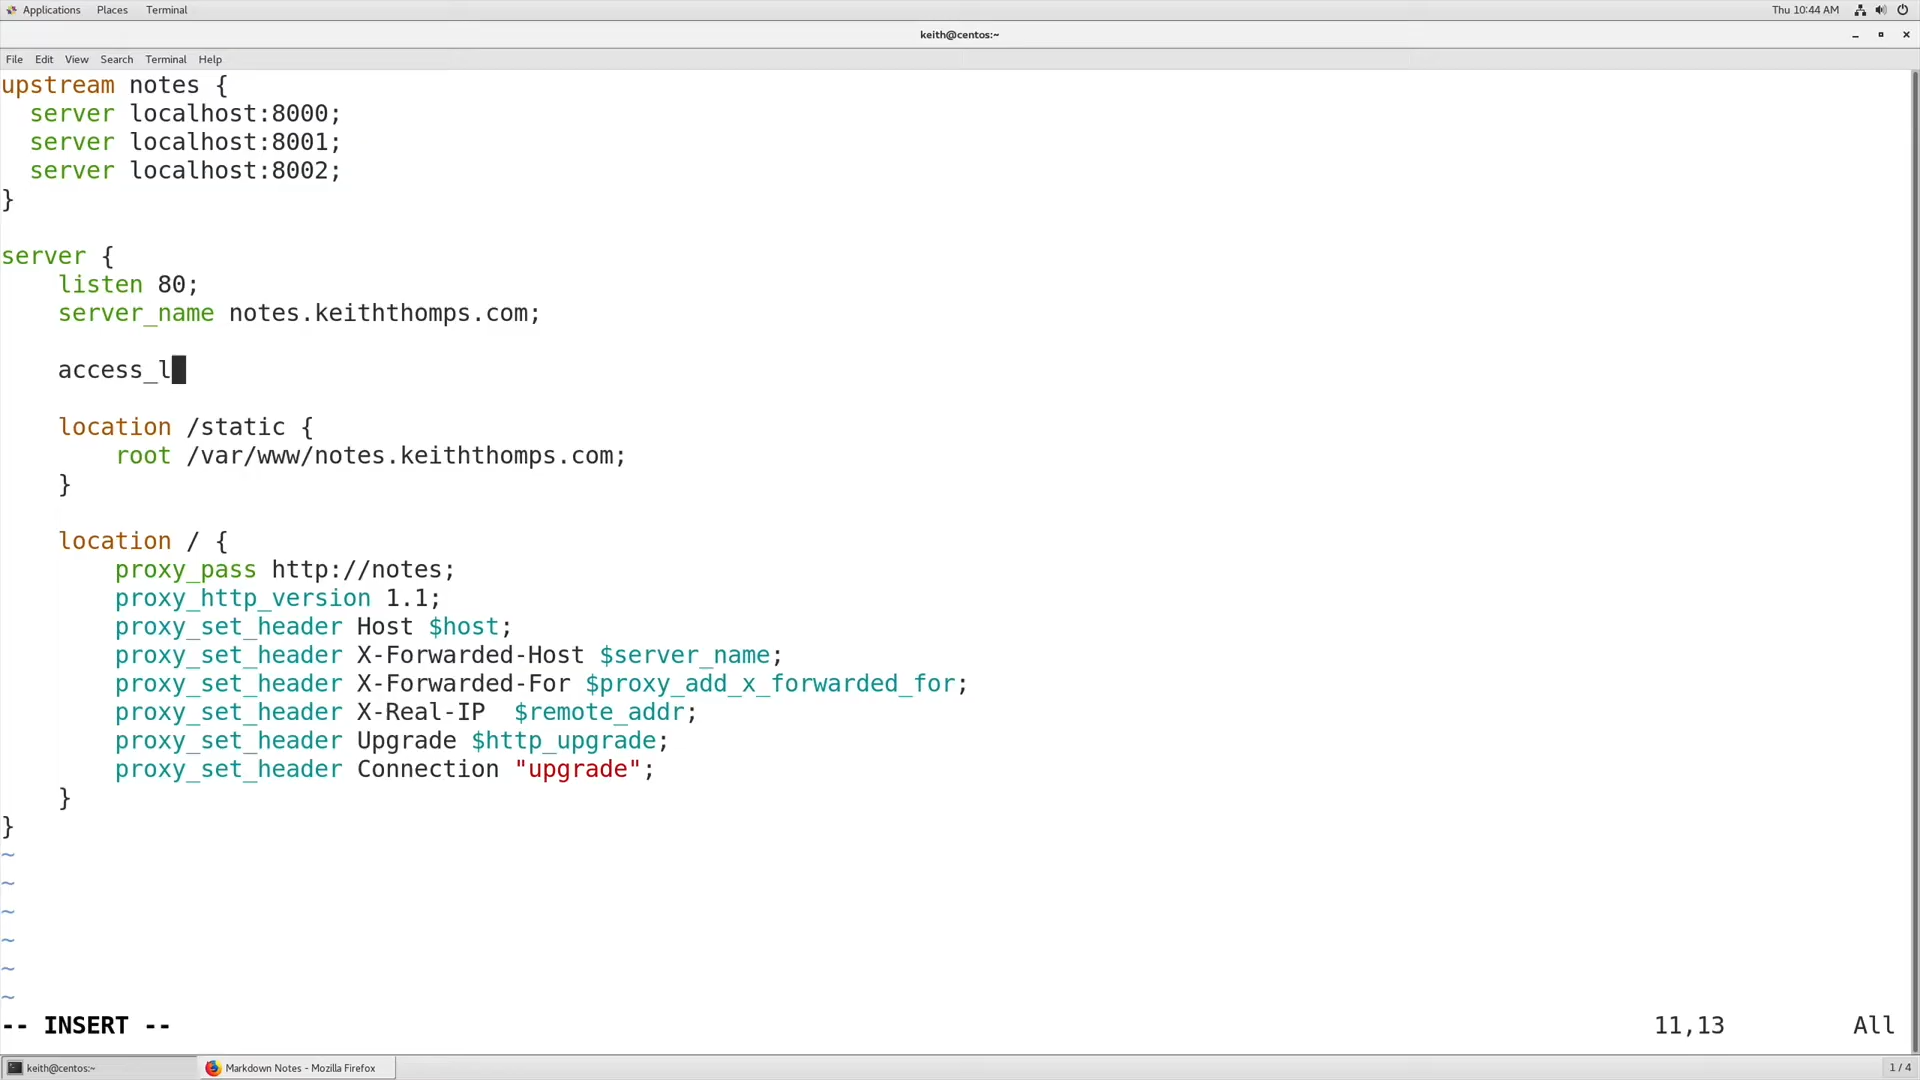 Applications Places Terminal Thu 10:44 AM
keith@centos:~
File Edit View Search Terminal Help
upstream notes {
  server localhost:8000;
  server localhost:8001;
  server localhost:8002;
}
server {
    listen 80;
    server_name notes.keiththomps.com;
    access_l
    location /static {
        root /var/www/notes.keiththomps.com;
    }
    location / {
        proxy_pass http://notes;
        proxy_http_version 1.1;
        proxy_set_header Host $host;
        proxy_set_header X-Forwarded-Host $server_name;
        proxy_set_header X-Forwarded-For $proxy_add_x_forwarded_for;
        proxy_set_header X-Real-IP  $remote_addr;
        proxy_set_header Upgrade $http_upgrade;
        proxy_set_header Connection "upgrade";
    }
}
~
~
~
~
~
~
-- INSERT -- 11,13 All
keith@centos:~ Markdown Notes - Mozilla Firefox 1 / 4